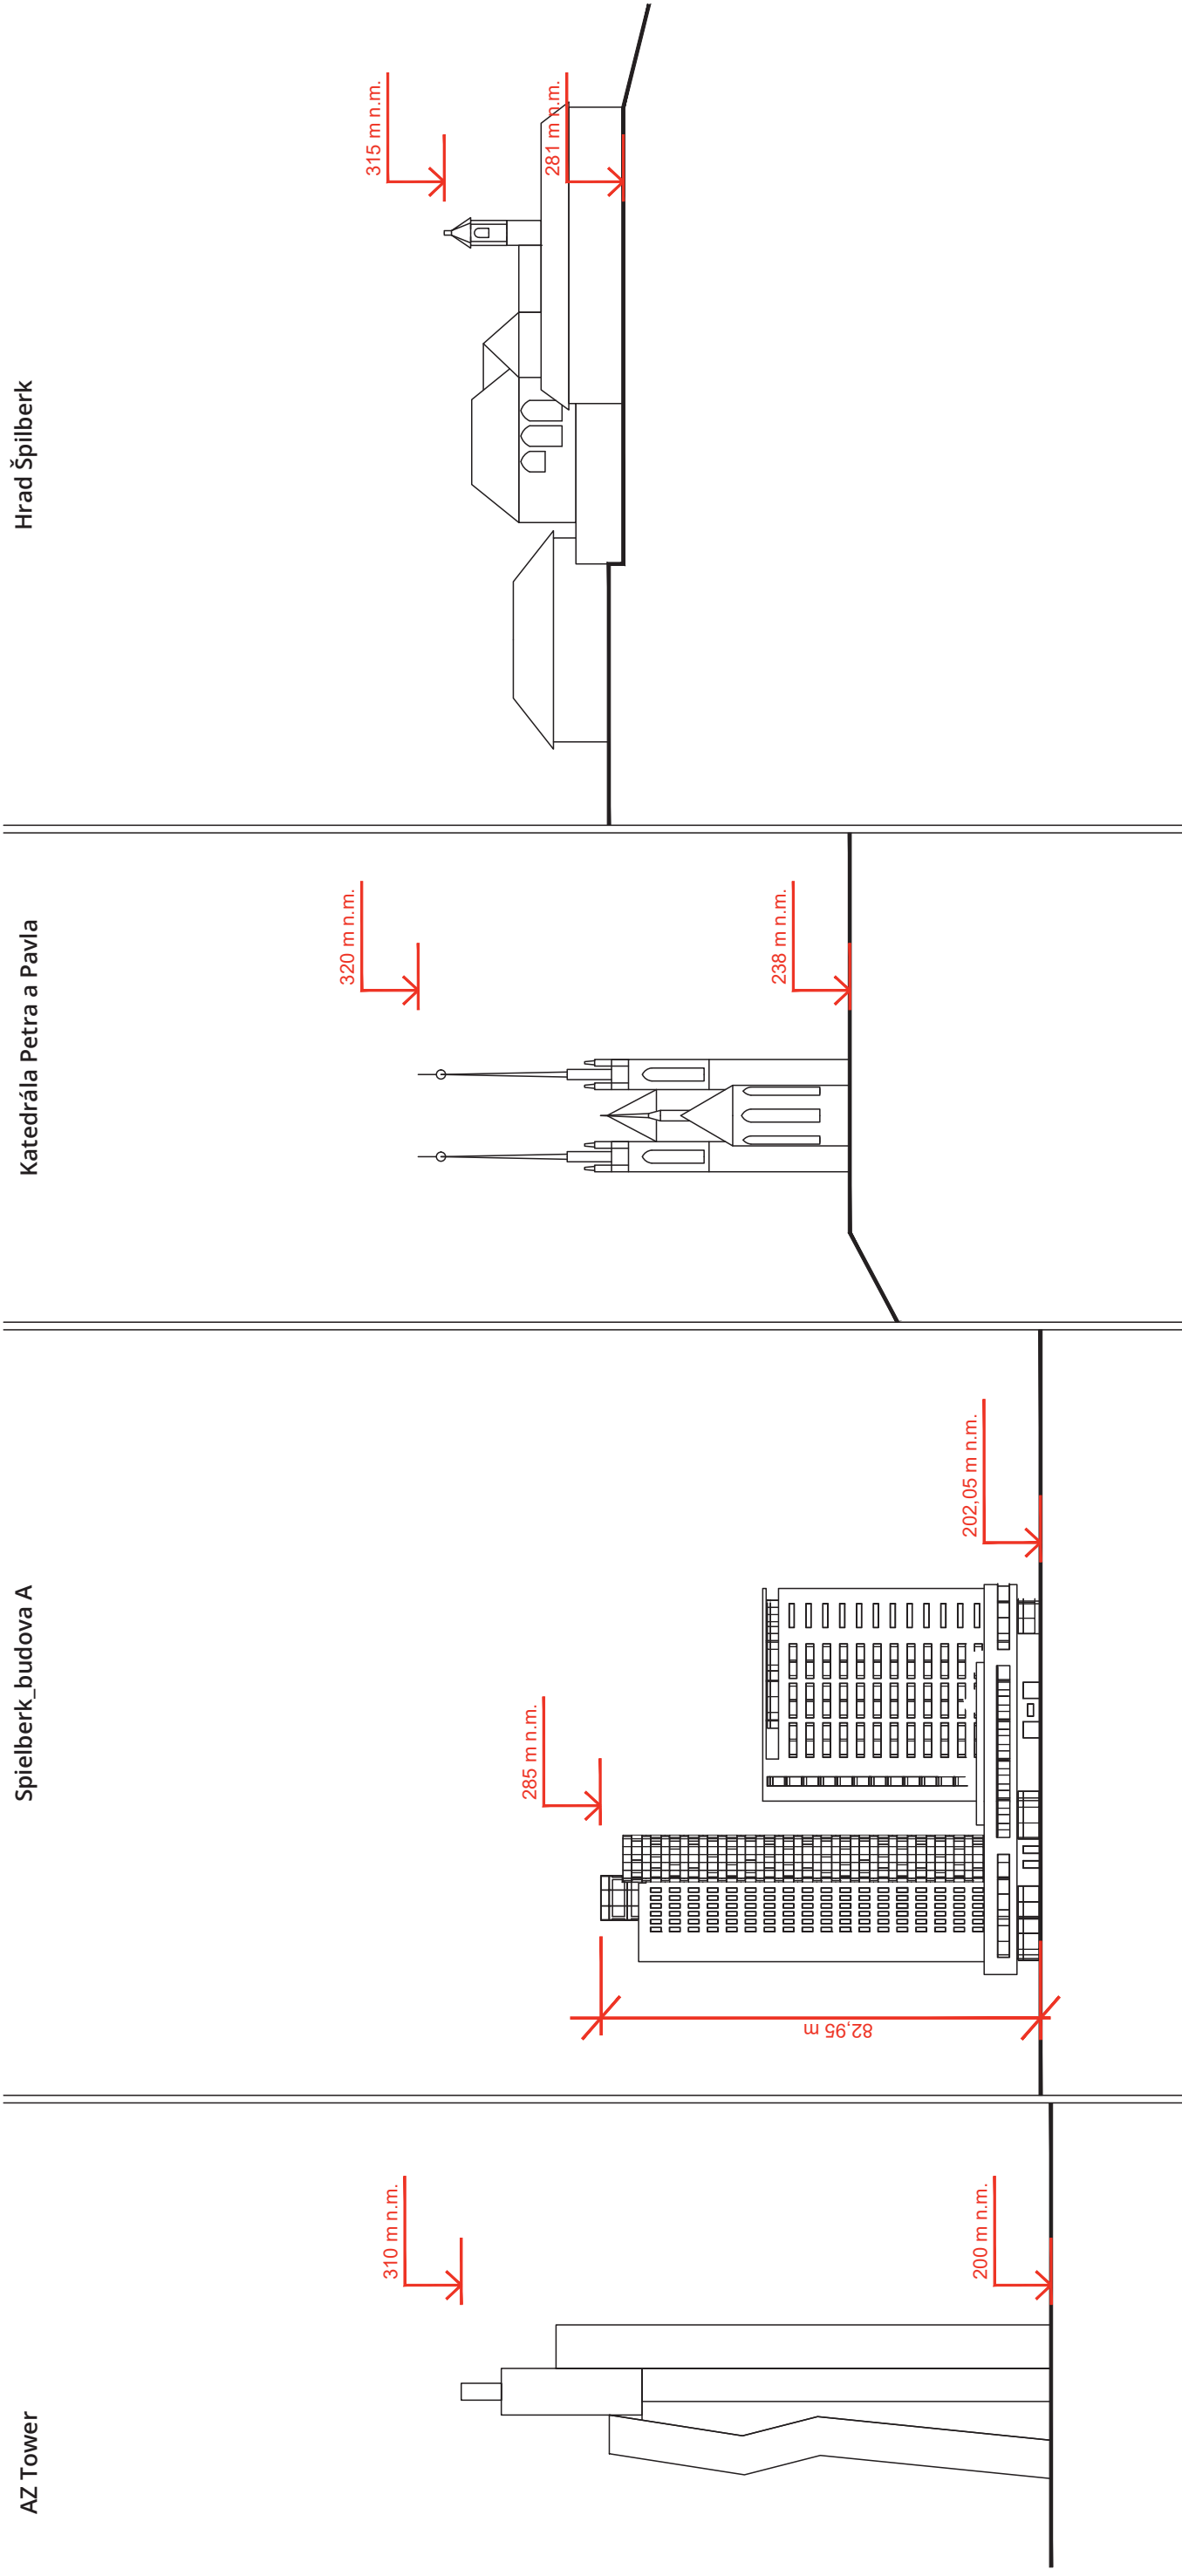 AZ Tower
Spielberk_budova A
Katedrála Petra a Pavla
Hrad Špilberk
310 m n.m.
200 m n.m.
285 m n.m.
202,05 m n.m.
82,95 m
320 m n.m.
238 m n.m.
315 m n.m.
281 m n.m.